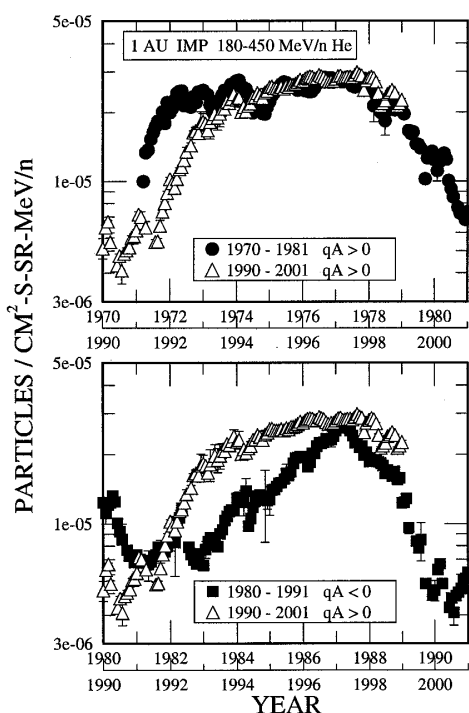 5e-05
1 AU IMP 180-450 MeV/n He
1e-05
1970 - 1981 qA > 0
1990 - 2001 qA > 0
3e-06
1970 1972 1974 1976 1978 1980
1990 1992 1994 1996 1998 2000
PARTICLES / CM²-S-SR-MeV/n
5e-05
1e-05
1980 - 1991 qA < 0
1990 - 2001 qA > 0
3e-06
1980 1982 1984 1986 1988 1990
1990 1992 1994 1996 1998 2000
YEAR